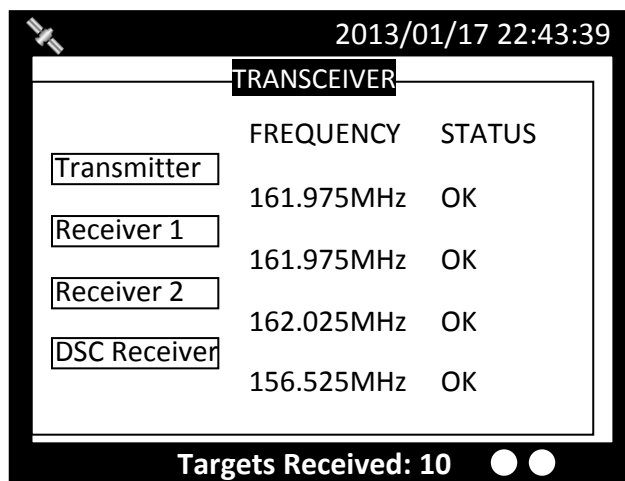 2013/01/17 22:43:39
TRANSCEIVER
FREQUENCY STATUS
Transmitter
161.975MHz OK
Receiver 1
161.975MHz OK
Receiver 2
162.025MHz OK
DSC Receiver
156.525MHz OK
Targets Received: 10